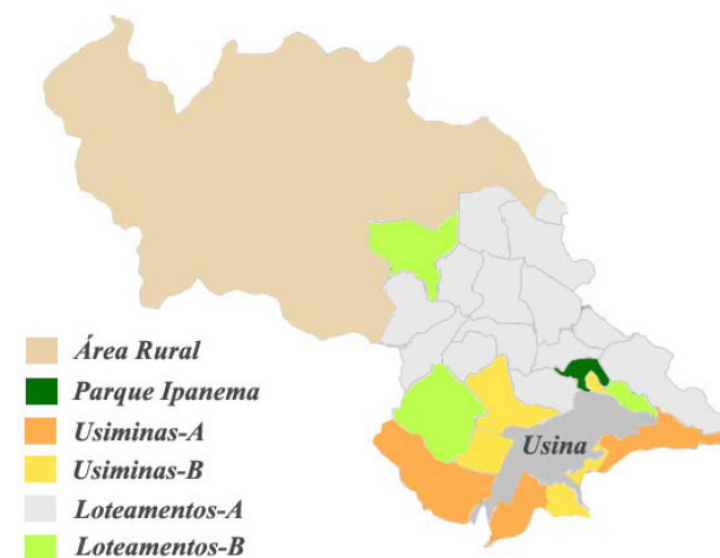 Área Rural
Parque Ipanema
Usiminas-A
Usiminas-B
Loteamentos-A
Loteamentos-B
Usina